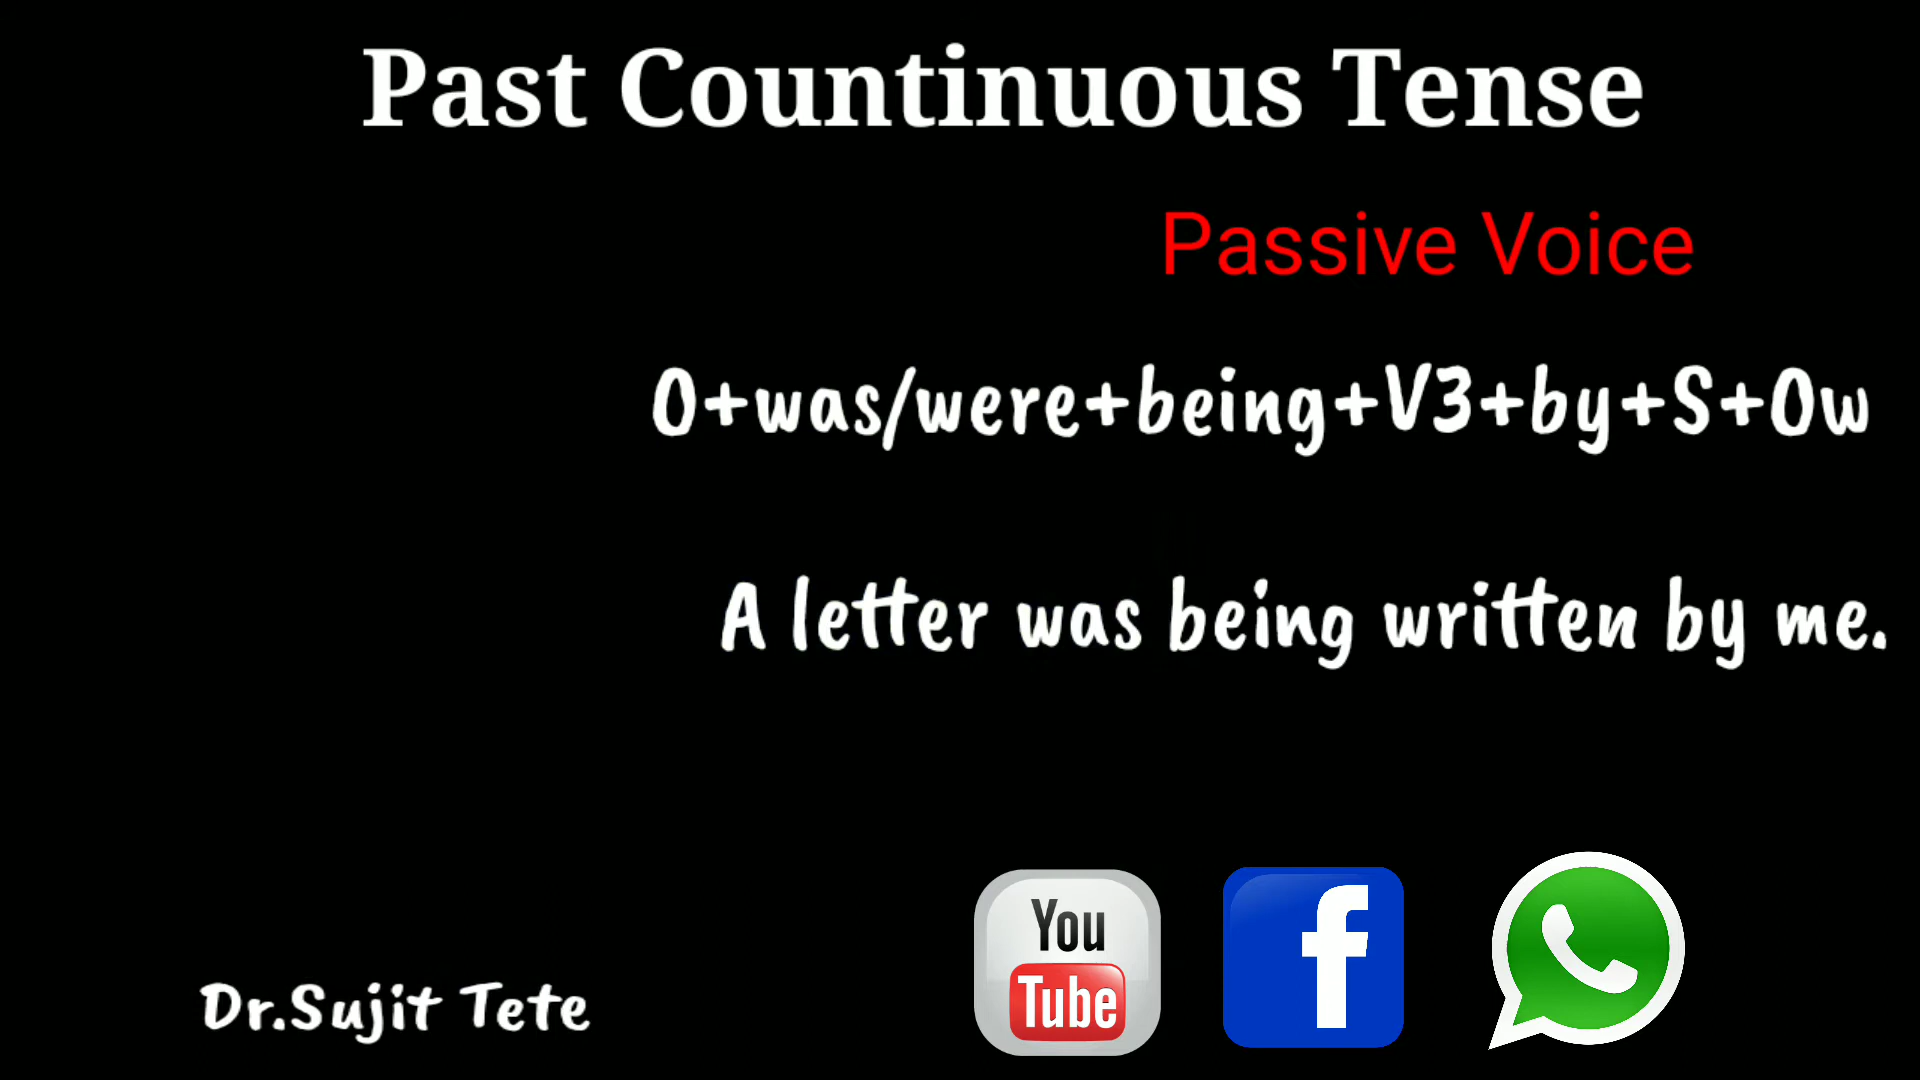 Past Countinuous Tense
Passive Voice
O+was/were+being+V3+by+S+Ow
A letter was being written by me.
You
Tube
f
Dr.Sujit Tete